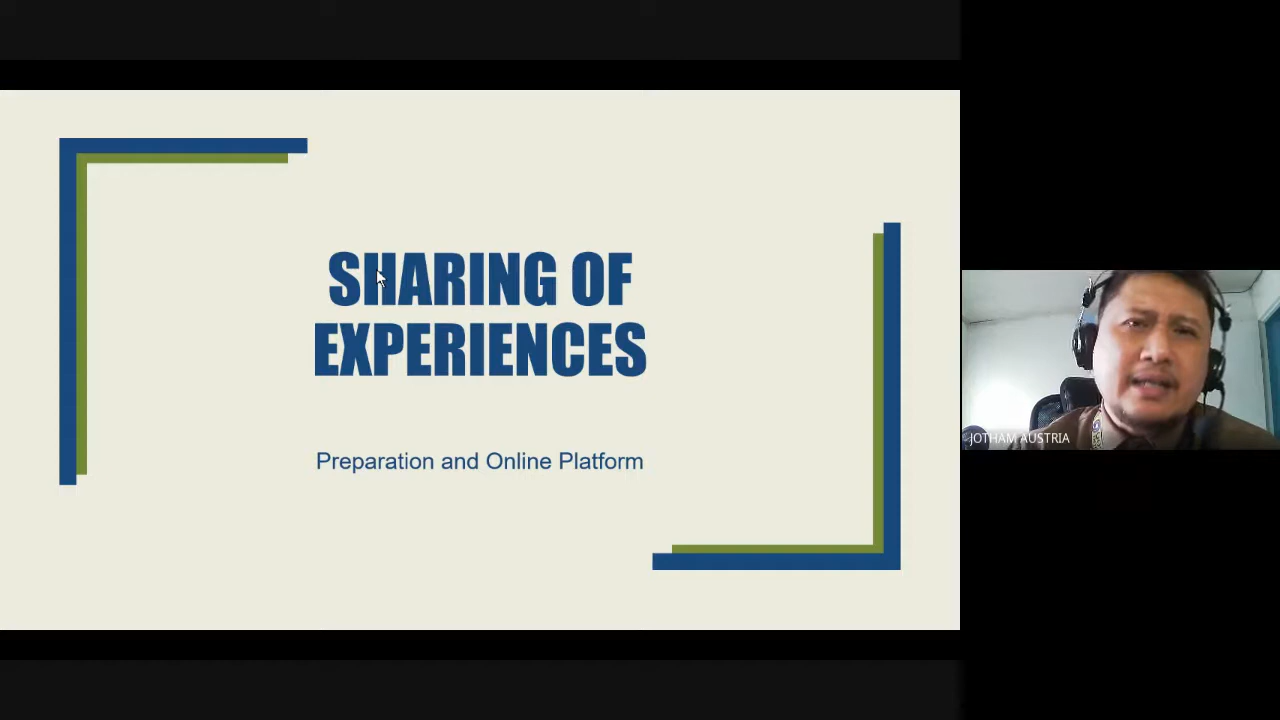 SHARING OF
EXPERIENCES
Preparation and Online Platform
JOTHAM AUSTRIA